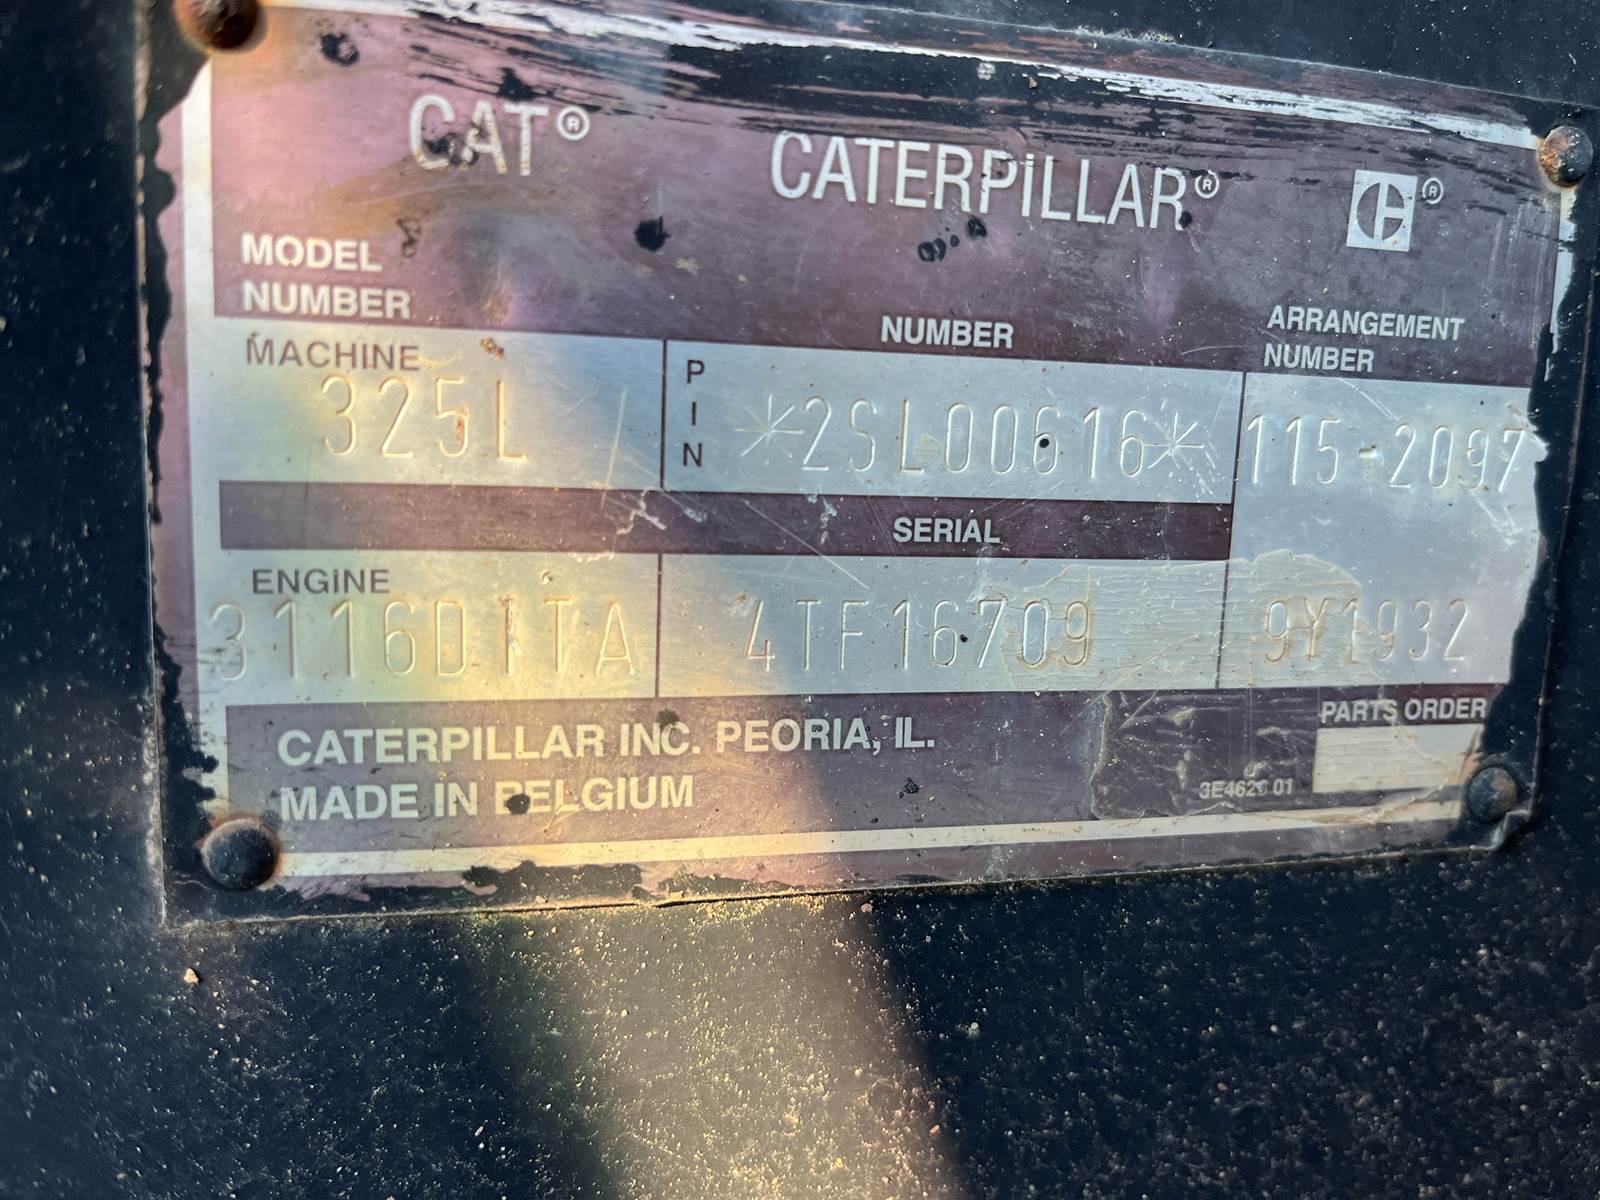 CAT®
CATERPILLAR®
®
MODEL
NUMBER
NUMBER
ARRANGEMENT
NUMBER
MACHINE
325L
PIN
*2SL00616*
115-2097
SERIAL
ENGINE
3116DITA
4TF16709
9Y1932
CATERPILLAR INC. PEORIA, IL.
MADE IN BELGIUM
PARTS ORDER